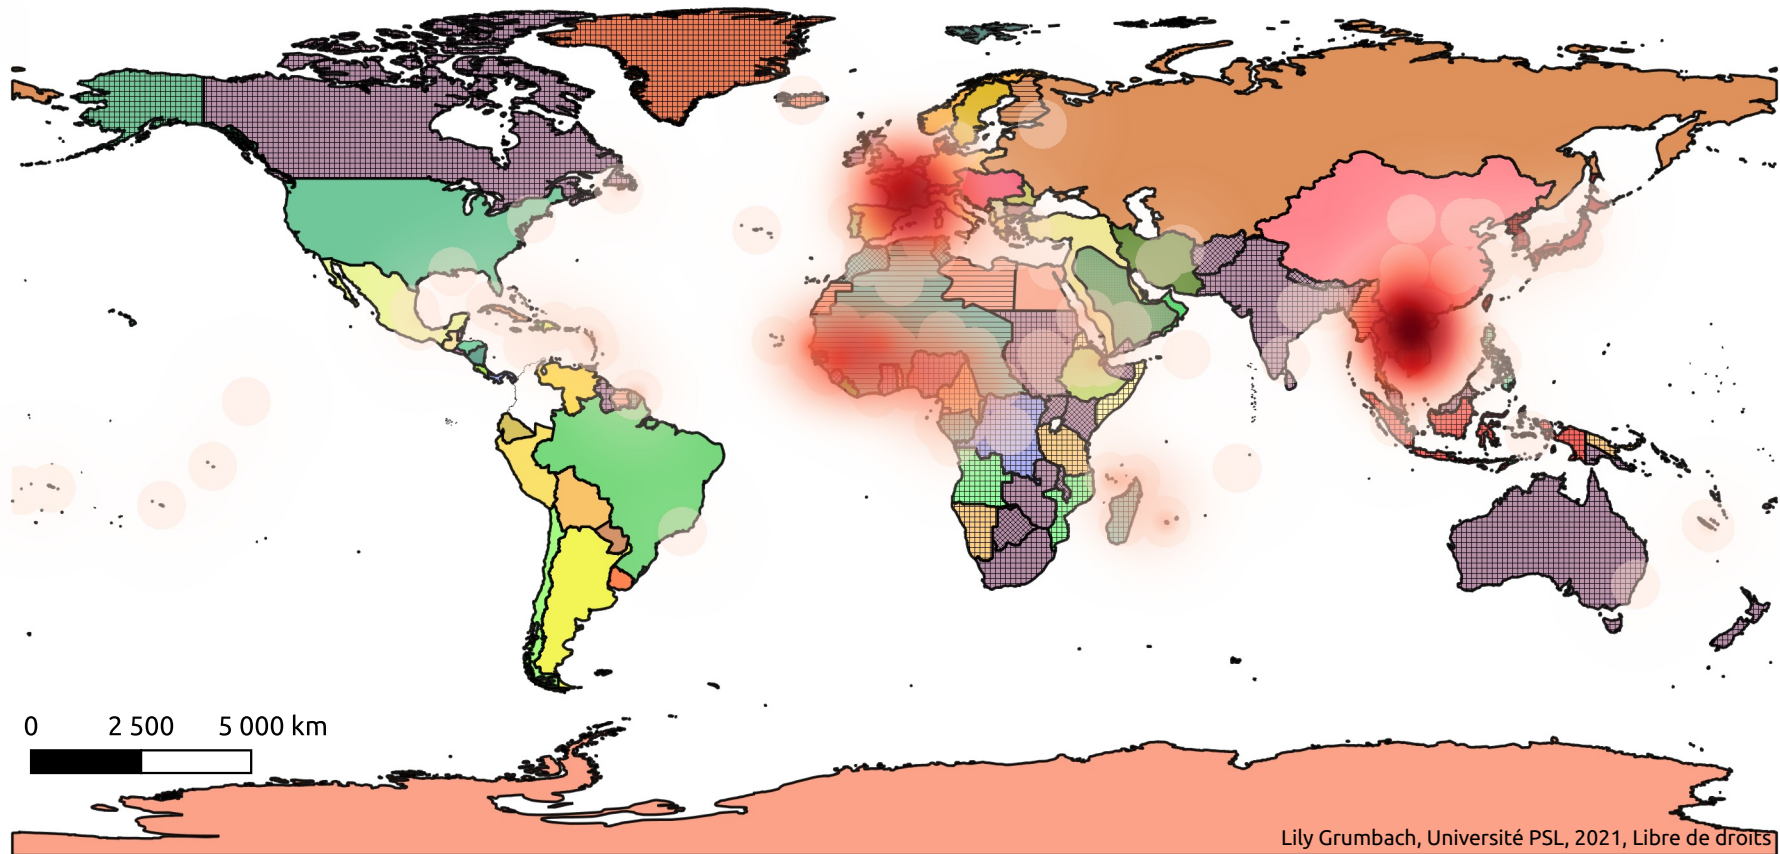 0 2 500 5 000 km
Lily Grumbach, Université PSL, 2021, Libre de droits